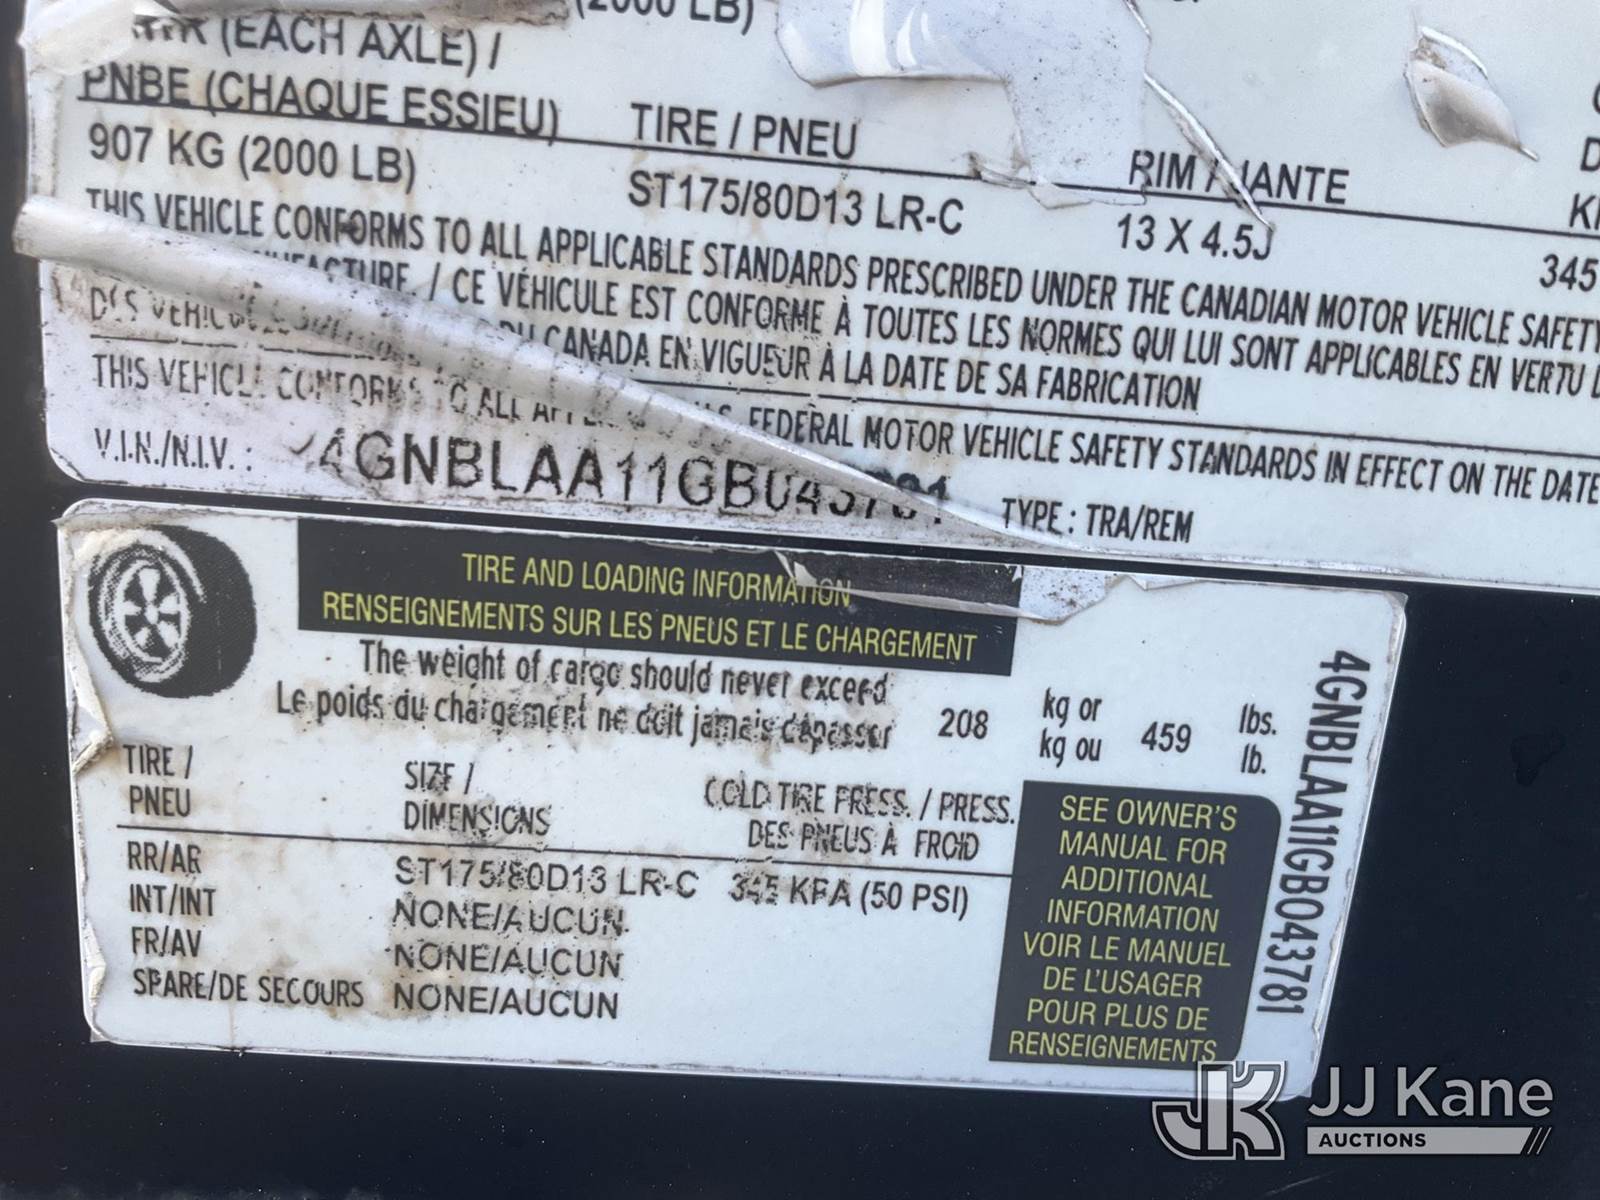 (2000 LB)
(EACH AXLE) /
PNBE (CHAQUE ESSIEU)
TIRE / PNEU
RIM / JANTE
907 KG (2000 LB)
ST175/80D13 LR-C
13 X 4.5J
345
THIS VEHICLE CONFORMS TO ALL APPLICABLE STANDARDS PRESCRIBED UNDER THE CANADIAN MOTOR VEHICLE SAFETY
/ CE VÉHICULE EST CONFORME À TOUTES LES NORMES QUI LUI SONT APPLICABLES EN VERTU
DU CANADA EN VIGUEUR À LA DATE DE SA FABRICATION
THIS VEHICLE CONFORMS TO ALL FEDERAL MOTOR VEHICLE SAFETY STANDARDS IN EFFECT ON THE DATE
V.I.N./N.I.V. : TYPE : TRA/REM
TIRE AND LOADING INFORMATION
RENSEIGNEMENTS SUR LES PNEUS ET LE CHARGEMENT
The weight of cargo should never exceed
Le poids du chargement ne doit jamais dépasser
208
kg or
kg ou
459
lbs.
lb.
TIRE /
PNEU
SIZE /
DIMENSIONS
COLD TIRE PRESS. / PRESS.
DES PNEUS À FROID
RR/AR ST175/80D13 LR-C 345 KPA (50 PSI)
INT/INT NONE/AUCUN
FR/AV NONE/AUCUN
SPARE/DE SECOURS NONE/AUCUN
SEE OWNER'S
MANUAL FOR
ADDITIONAL
INFORMATION
VOIR LE MANUEL
DE L'USAGER
POUR PLUS DE
RENSEIGNEMENTS
4GNBLAA11GB043781
JK
JJ Kane
AUCTIONS